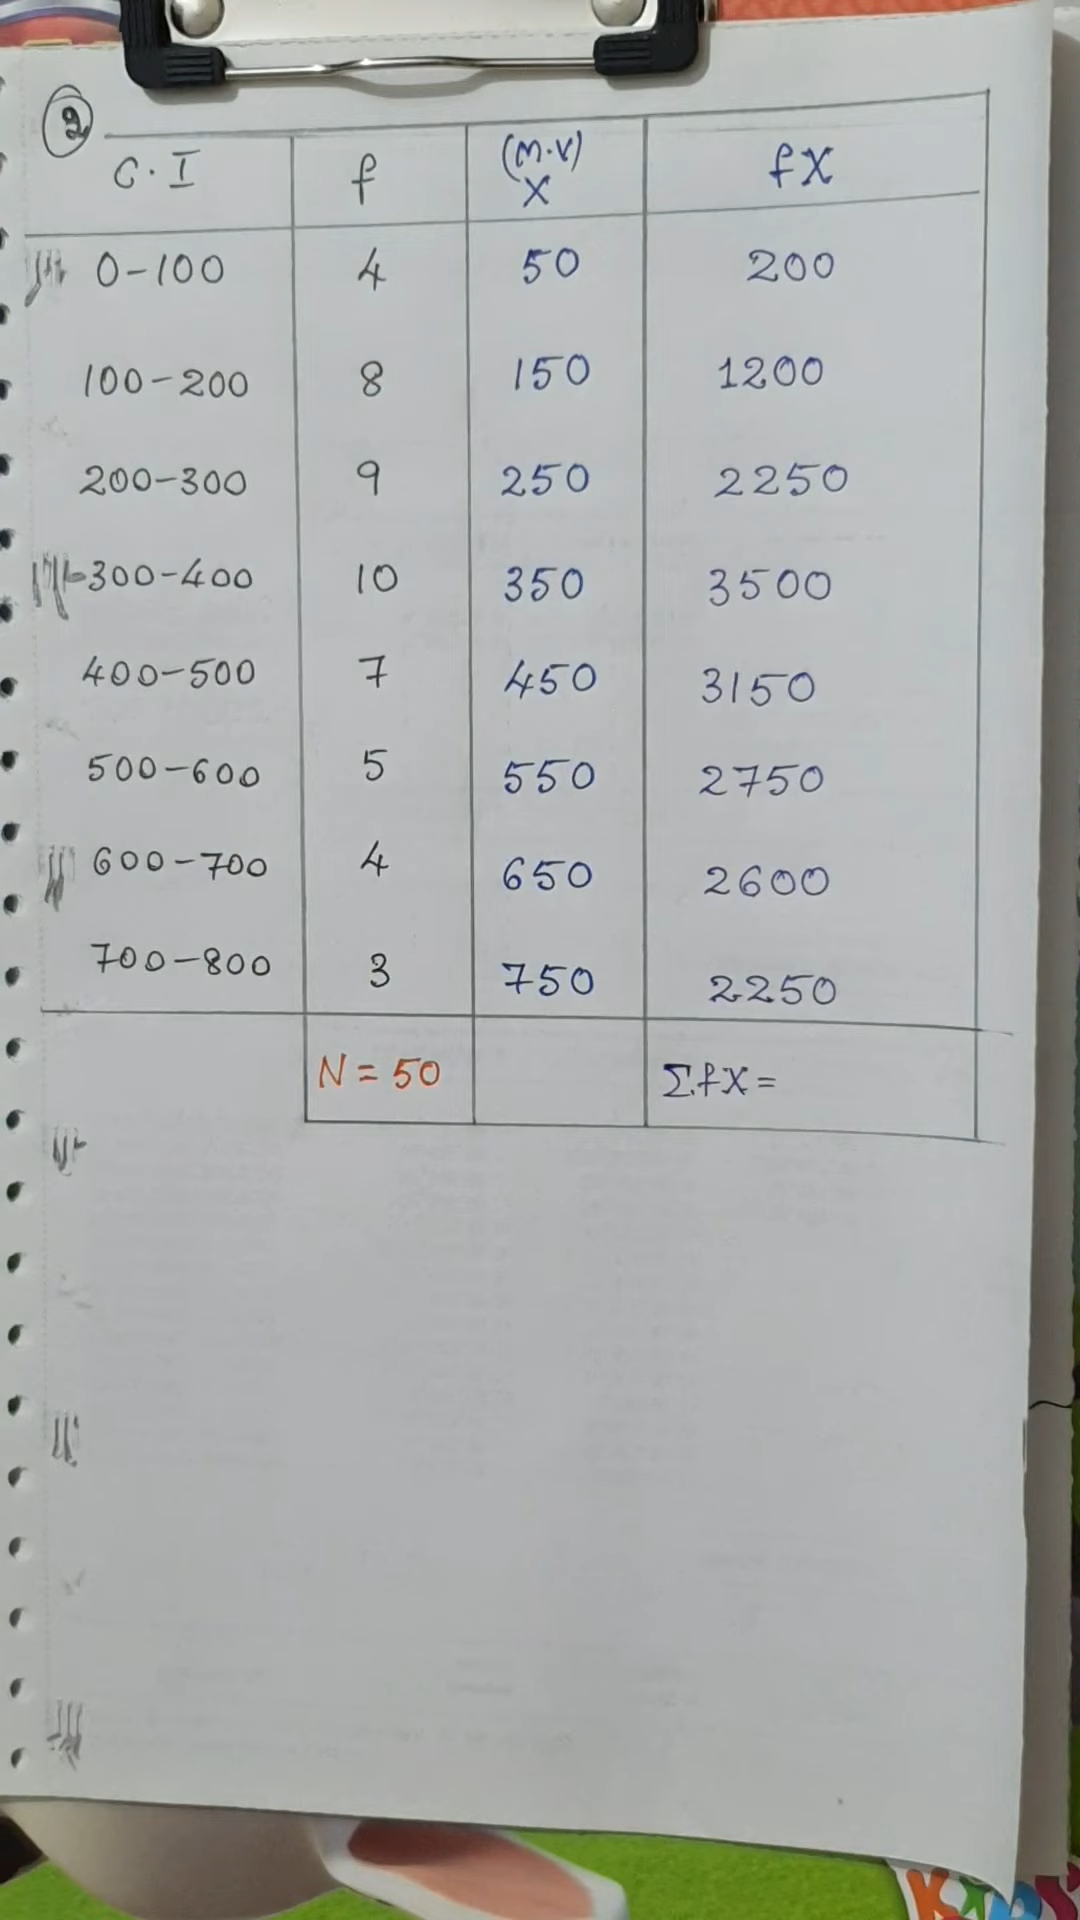 2
C.I f (M.V) X fX
0-100 4 50 200
100-200 8 150 1200
200-300 9 250 2250
300-400 10 350 3500
400-500 7 450 3150
500-600 5 550 2750
600-700 4 650 2600
700-800 3 750 2250
N = 50 ΣfX =
KIDS